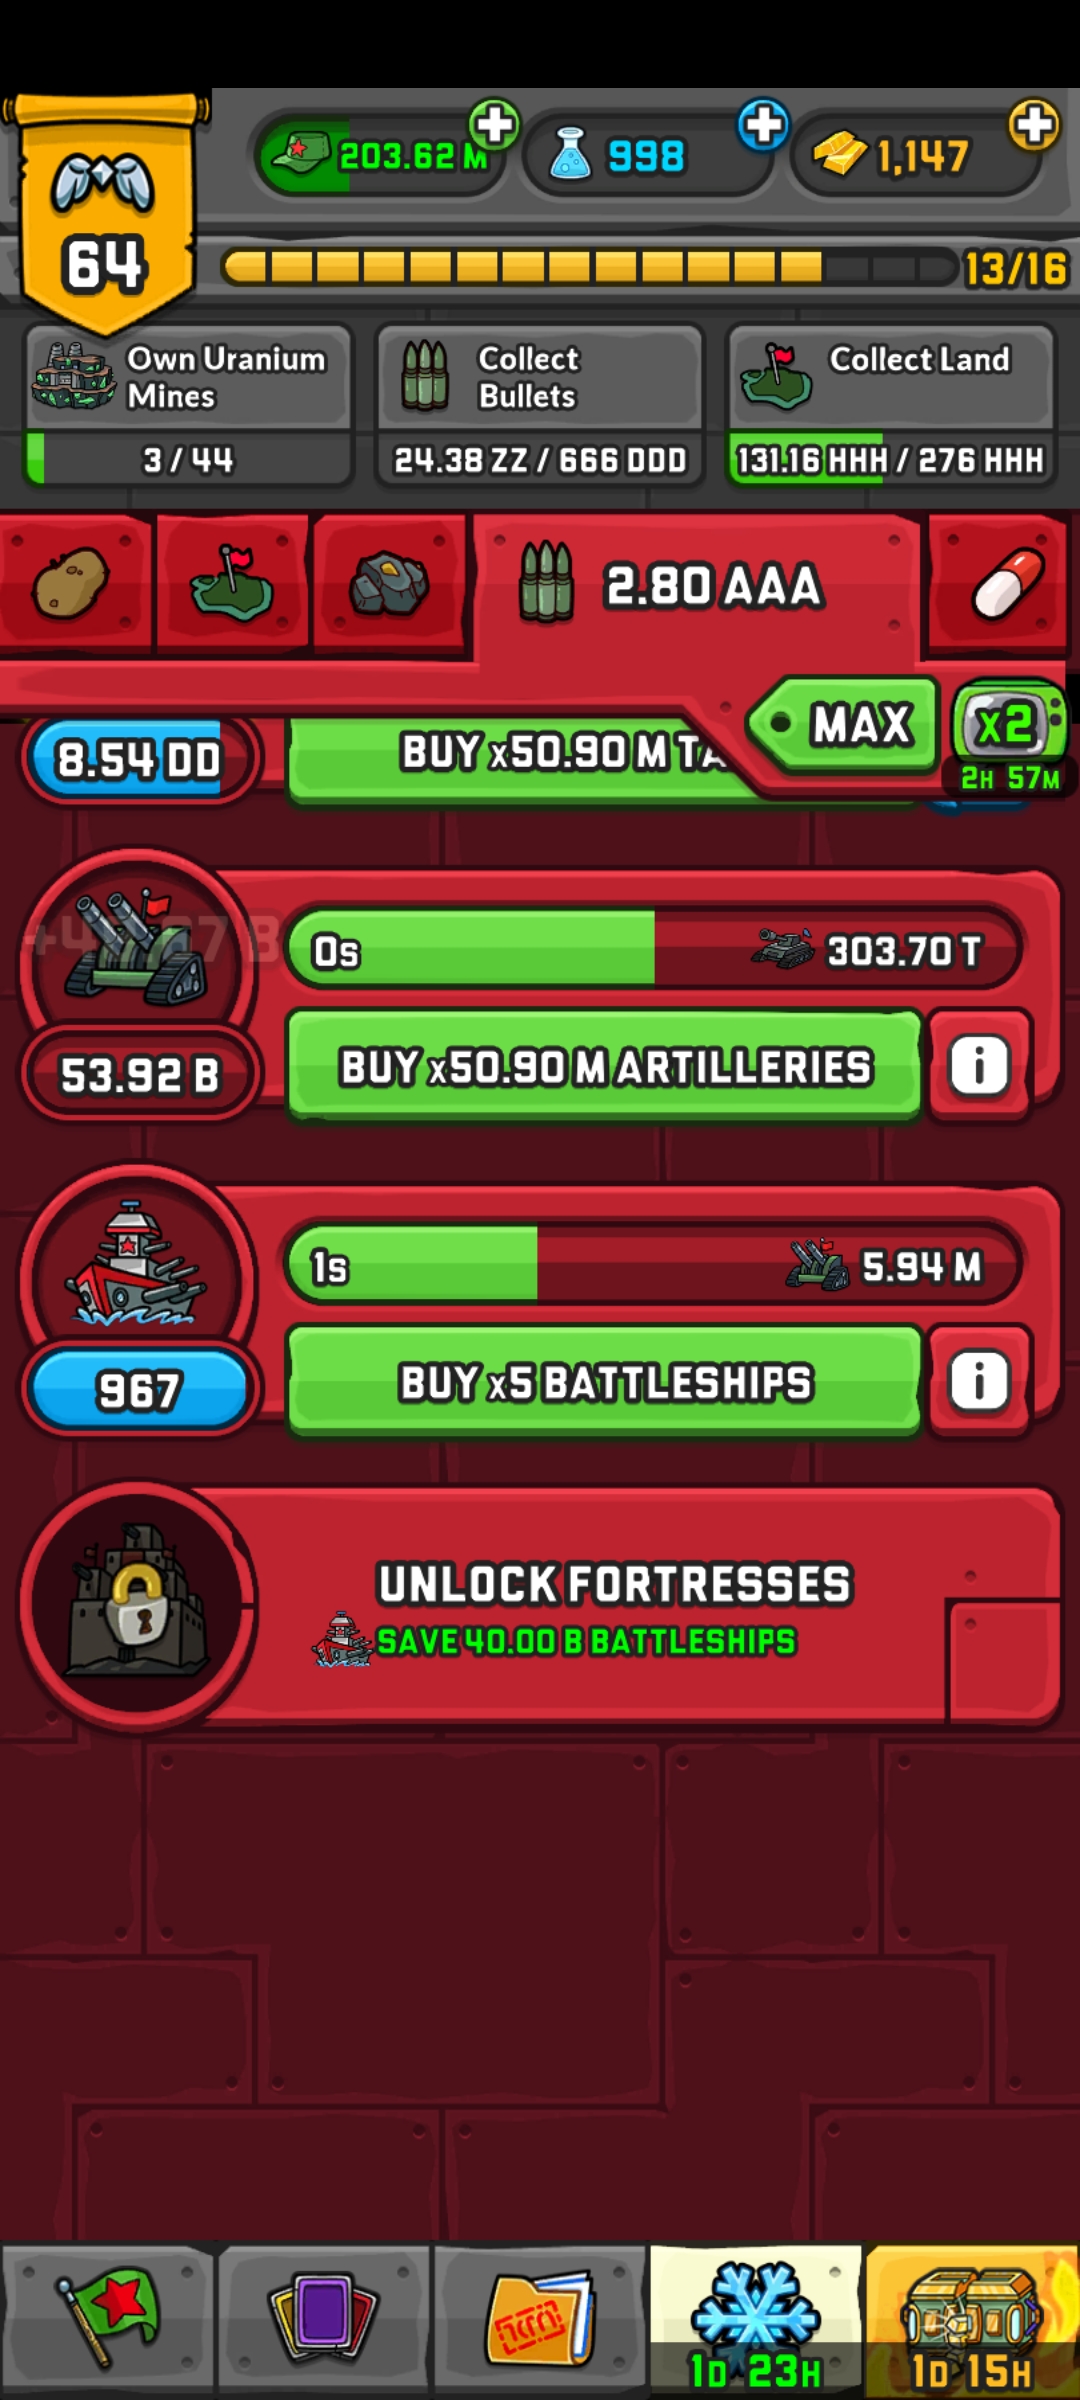 203.62 M
998
1,147
64
13/16
Own Uranium
Mines
3 / 44
Collect
Bullets
24.38 ZZ / 666 DDD
Collect Land
131.16 HHH / 276 HHH
2.80 AAA
MAX
X2
2H 57M
8.54 DD
BUY x50.90 M TA
0s
303.70 T
53.92 B
BUY x50.90 M ARTILLERIES
i
1s
5.94 M
967
BUY x5 BATTLESHIPS
i
UNLOCK FORTRESSES
SAVE 40.00 B BATTLESHIPS
1D 23H
1D 15H